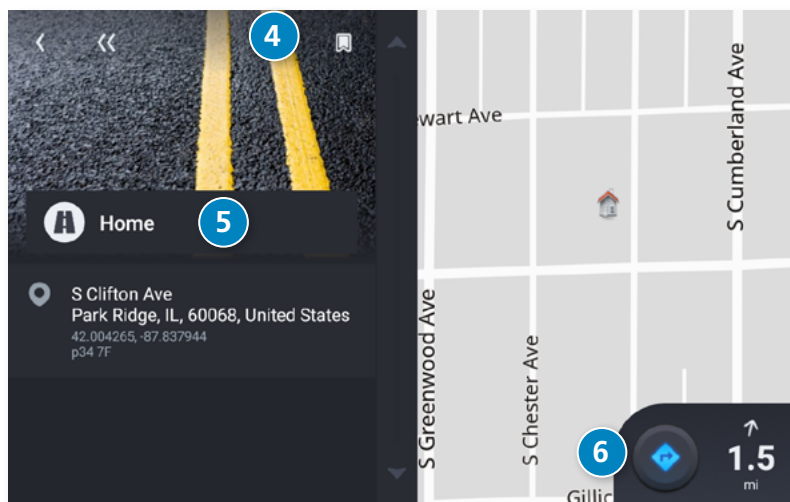 4
Home
5
S Clifton Ave
Park Ridge, IL, 60068, United States
42.004265, -87.837944
p34 7F
wart Ave
S Cumberland Ave
S Greenwood Ave
S Chester Ave
Gillic
6
1.5
mi